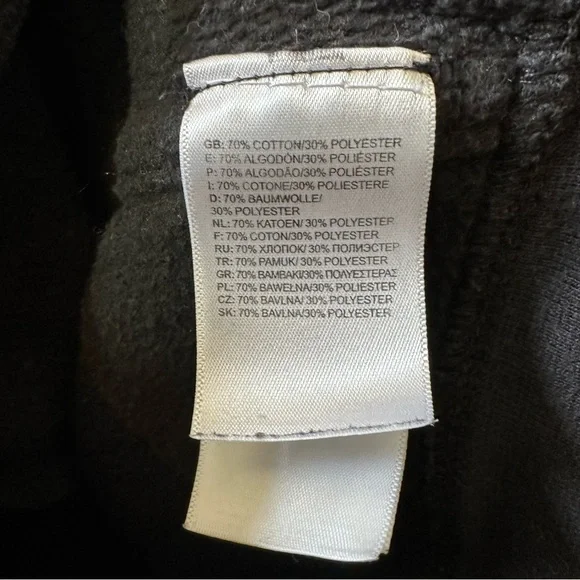 GB: 70% COTTON/30% POLYESTER
E: 70% ALGODÓN/30% POLIÉSTER
P: 70% ALGODÃO/30% POLIÉSTER
I: 70% COTONE/30% POLIESTERE
D: 70% BAUMWOLLE/
30% POLYESTER
NL: 70% KATOEN/ 30% POLYESTER
F: 70% COTON/30% POLYESTER
RU: 70% ХЛОПОК/ 30% ПОЛИЭСТЕР
TR: 70% PAMUK/ 30% POLYESTER
GR: 70% ΒΑΜΒΑΚΙ/30% ΠΟΛΥΕΣΤΕΡΑΣ
PL: 70% BAWEŁNA/ 30% POLIESTER
CZ: 70% BAVLNA/ 30% POLYESTER
SK: 70% BAVLNA/30% POLYESTER